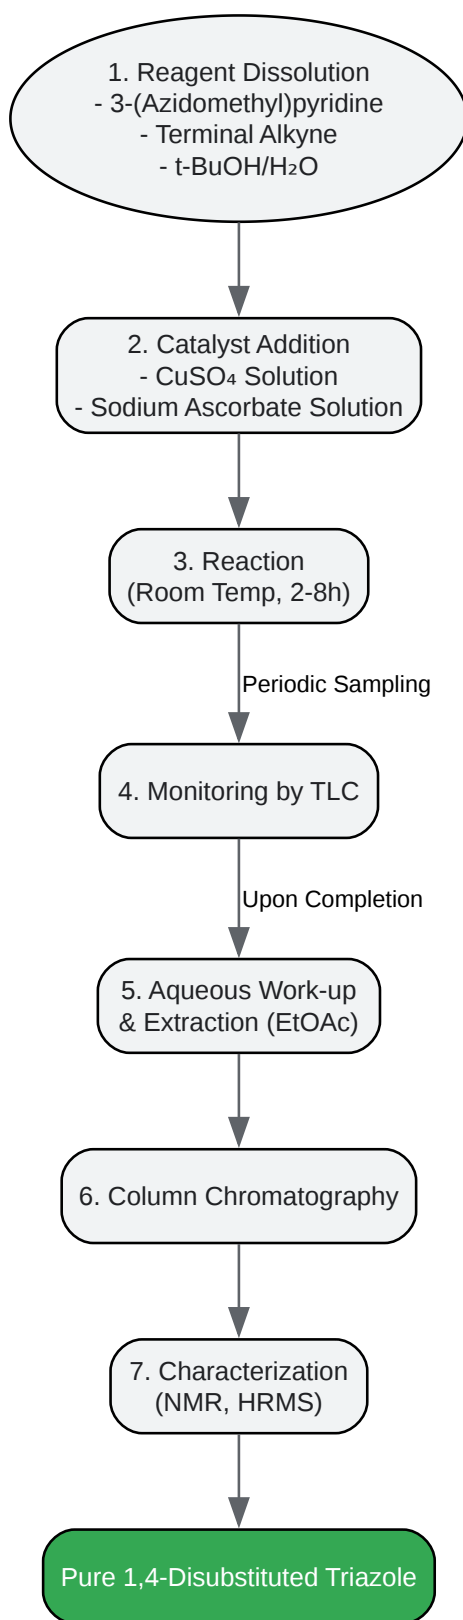 1. Reagent Dissolution
- 3-(Azidomethyl)pyridine
- Terminal Alkyne
- t-BuOH/H₂O
2. Catalyst Addition
- CuSO₄ Solution
- Sodium Ascorbate Solution
3. Reaction
(Room Temp, 2-8h)
Periodic Sampling
4. Monitoring by TLC
Upon Completion
5. Aqueous Work-up
& Extraction (EtOAc)
6. Column Chromatography
7. Characterization
(NMR, HRMS)
Pure 1,4-Disubstituted Triazole